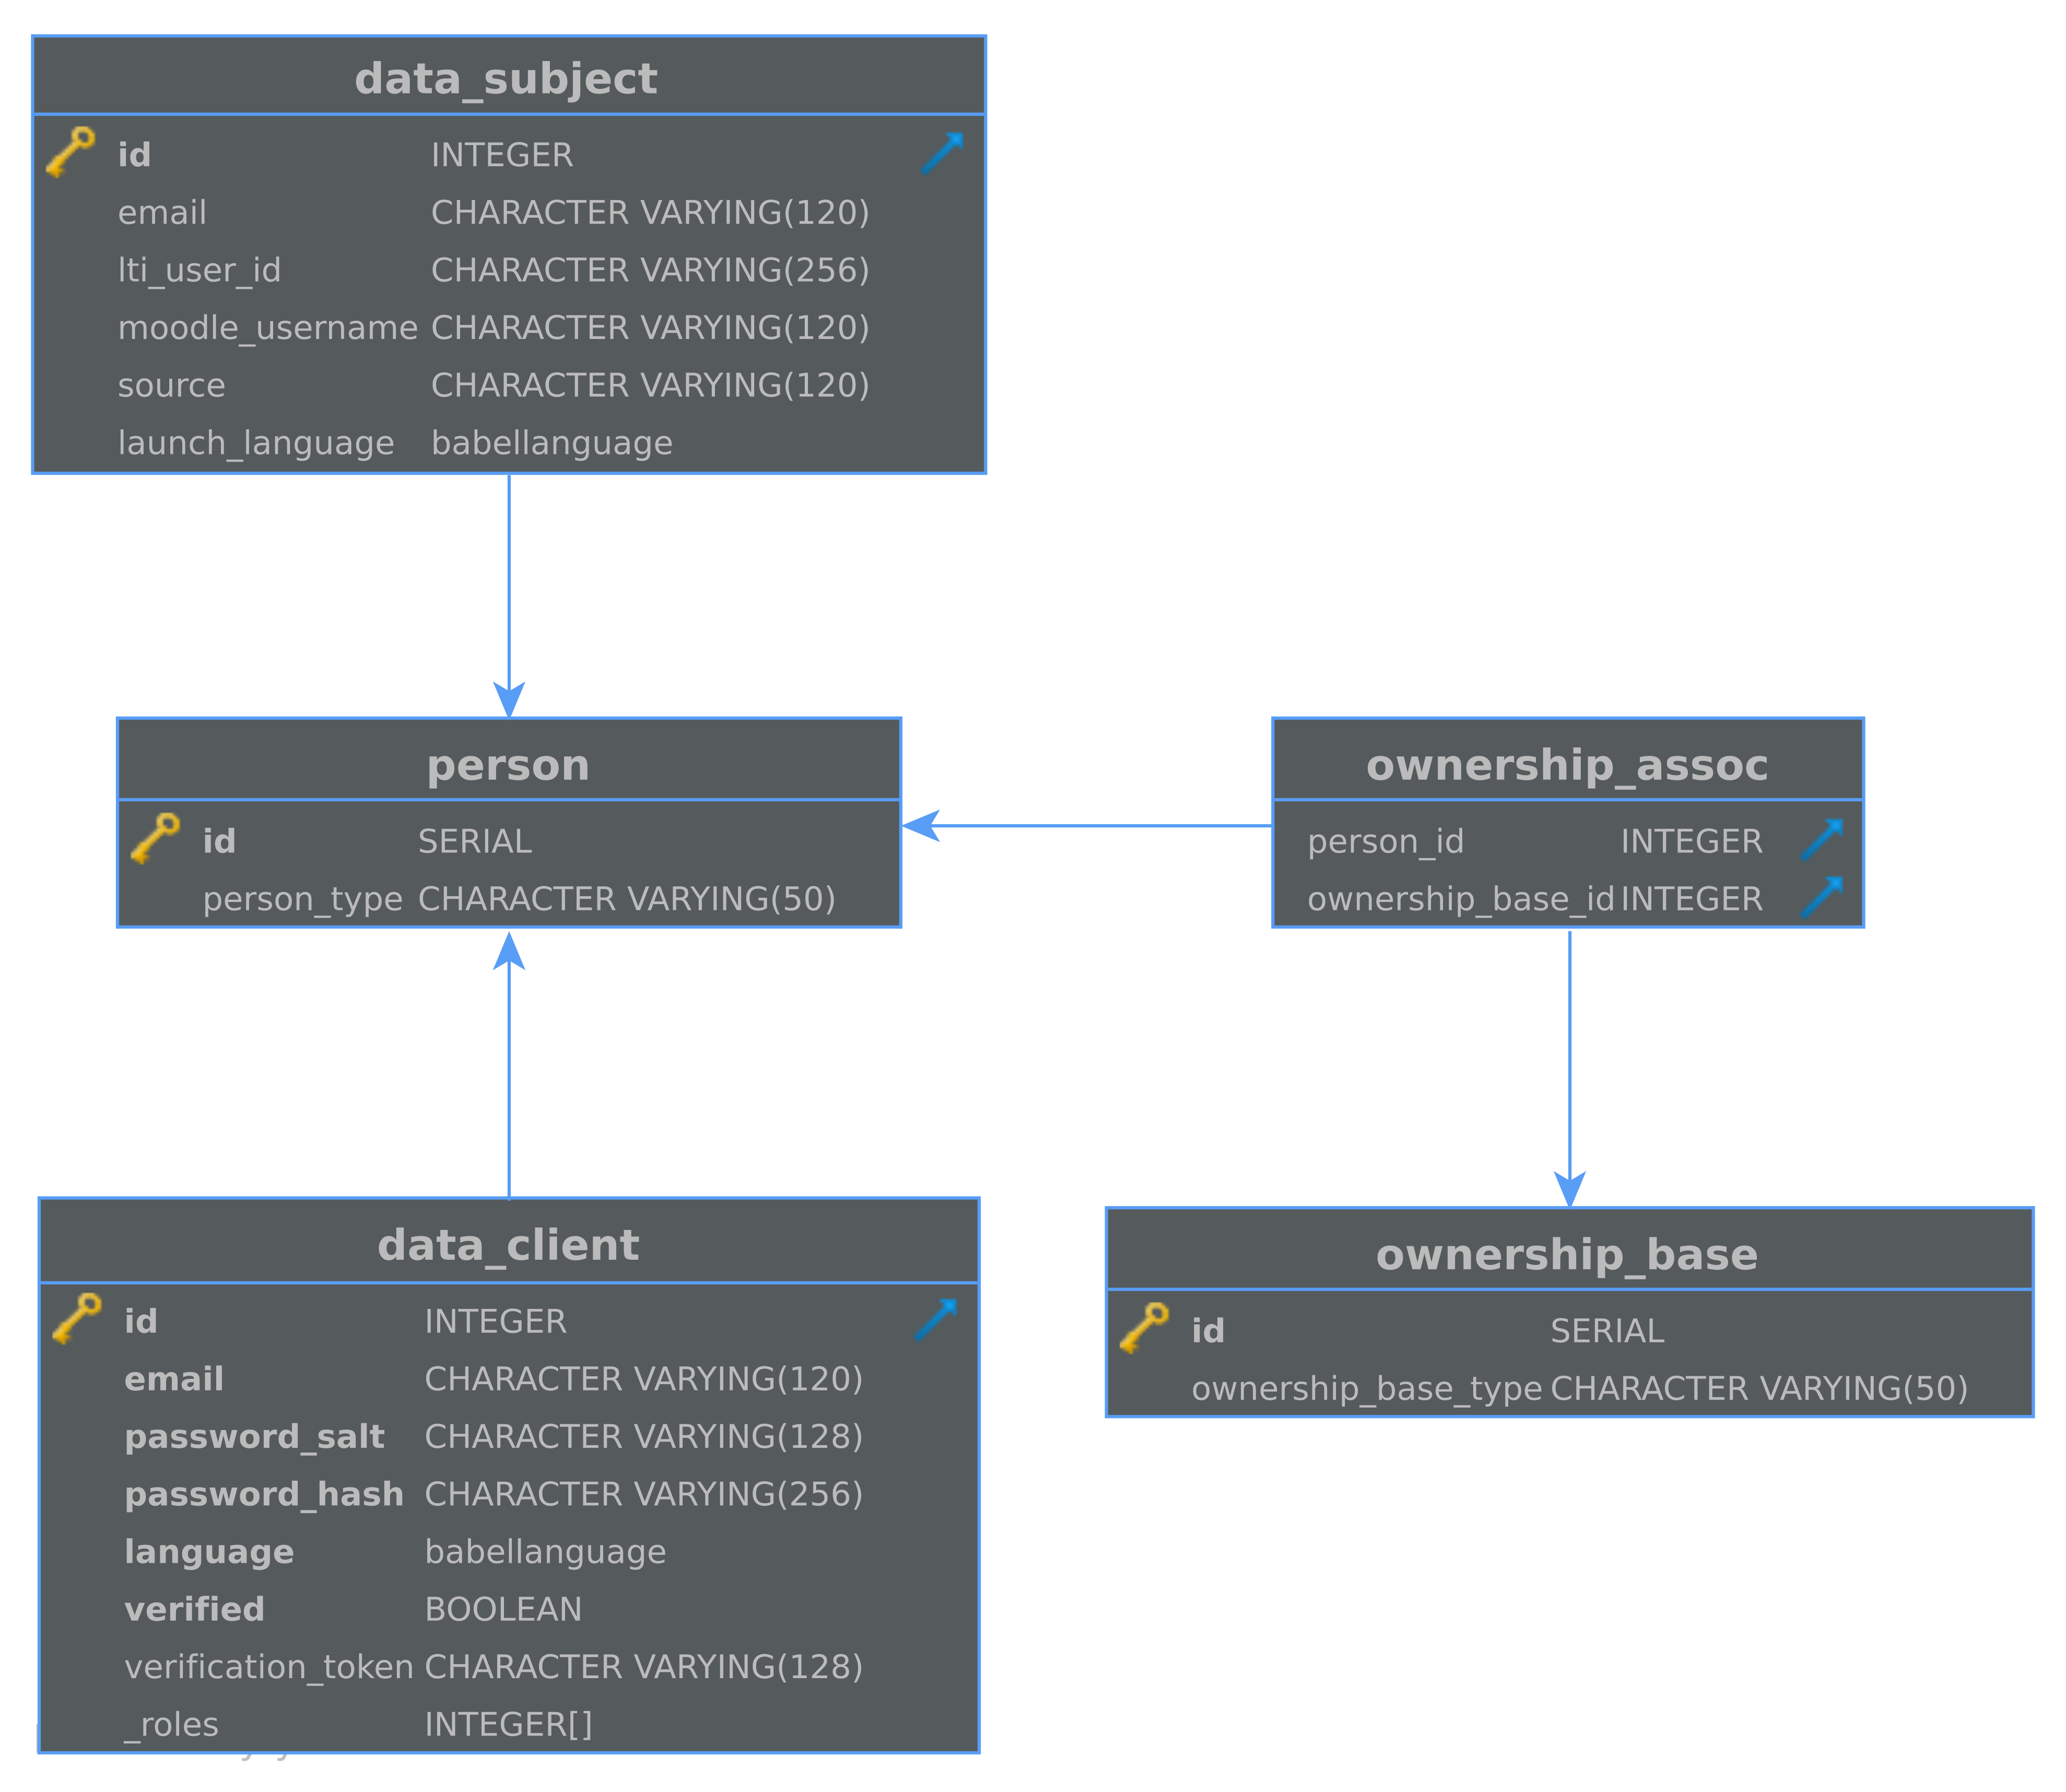 data_subject
id INTEGER
email CHARACTER VARYING(120)
lti_user_id CHARACTER VARYING(256)
moodle_username CHARACTER VARYING(120)
source CHARACTER VARYING(120)
launch_language babellanguage
person
id SERIAL
person_type CHARACTER VARYING(50)
ownership_assoc
person_id INTEGER
ownership_base_id INTEGER
data_client
id INTEGER
email CHARACTER VARYING(120)
password_salt CHARACTER VARYING(128)
password_hash CHARACTER VARYING(256)
language babellanguage
verified BOOLEAN
verification_token CHARACTER VARYING(128)
_roles INTEGER[]
ownership_base
id SERIAL
ownership_base_type CHARACTER VARYING(50)